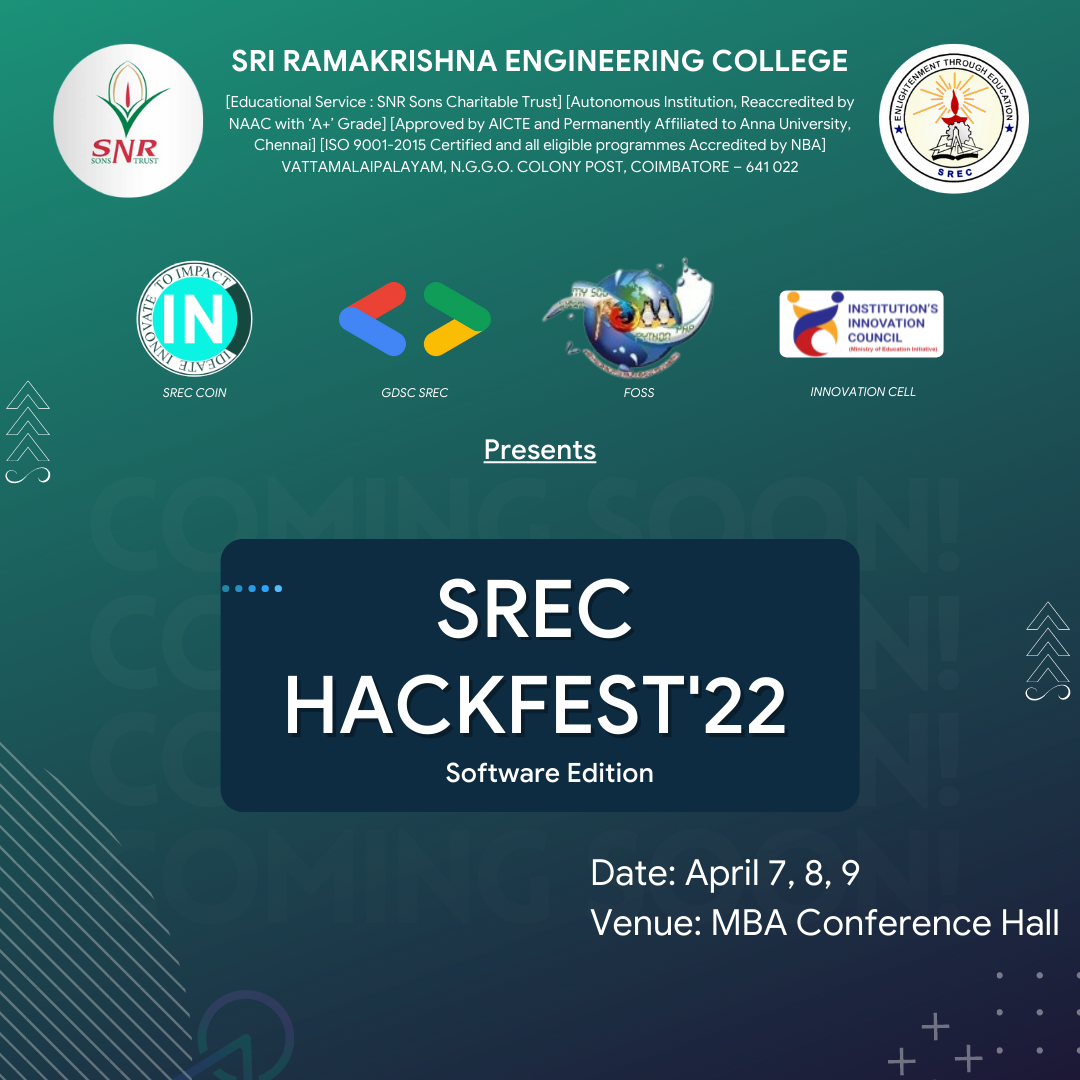 SRI RAMAKRISHNA ENGINEERING COLLEGE
[Educational Service : SNR Sons Charitable Trust] [Autonomous Institution, Reaccredited by
NAAC with ‘A+’ Grade] [Approved by AICTE and Permanently Affiliated to Anna University,
Chennai] [ISO 9001-2015 Certified and all eligible programmes Accredited by NBA]
VATTAMALAIPALAYAM, N.G.G.O. COLONY POST, COIMBATORE – 641 022
SNR
SONS TRUST
ENLIGHTENMENT THROUGH EDUCATION
SREC
IDEATE INNOVATE TO IMPACT
IN
PYTHON
PHP
INSTITUTION'S
INNOVATION
COUNCIL
(Ministry of Education Initiative)
SREC COIN
GDSC SREC
FOSS
INNOVATION CELL
Presents
COMING SOON!
COMING SOON!
COMING SOON!
COMING SOON!
SREC
HACKFEST'22
Software Edition
Date: April 7, 8, 9
Venue: MBA Conference Hall